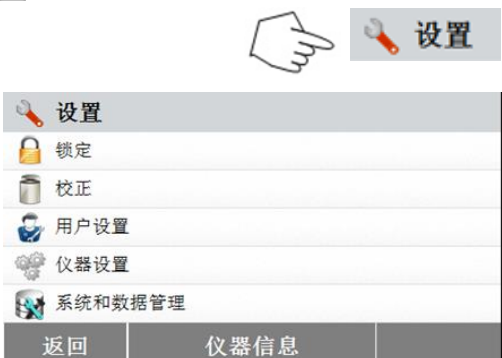 设置
设置
锁定
校正
用户设置
仪器设置
系统和数据管理
返回 仪器信息